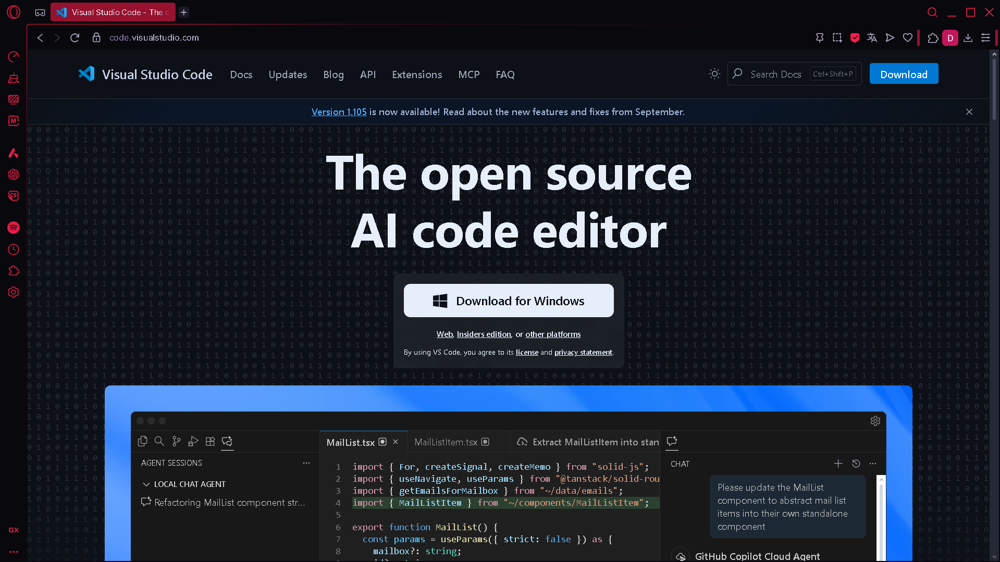 Visual Studio Code - The o
code.visualstudio.com
D
Visual Studio Code
Docs
Updates
Blog
API
Extensions
MCP
FAQ
Search Docs
Ctrl+Shift+P
Download
Version 1.105 is now available! Read about the new features and fixes from September.
The open source
AI code editor
Download for Windows
Web, Insiders edition, or other platforms
By using VS Code, you agree to its license and privacy statement.
MailList.tsx
MailListItem.tsx
Extract MailListItem into stan
AGENT SESSIONS
LOCAL CHAT AGENT
Refactoring MailList component str...
1 import { For, createSignal, createMemo } from "solid-js";
2 import { useNavigate, useParams } from "@tanstack/solid-rou
3 import { getEmailsForMailbox } from "~/data/emails";
4 import { MailListItem } from "~/components/MailListItem";
5
6 export function MailList() {
7 const params = useParams({ strict: false }) as {
8 mailbox?: string;
CHAT
Please update the MailList
component to abstract mail list
items into their own standalone
component
GitHub Copilot Cloud Agent
GX